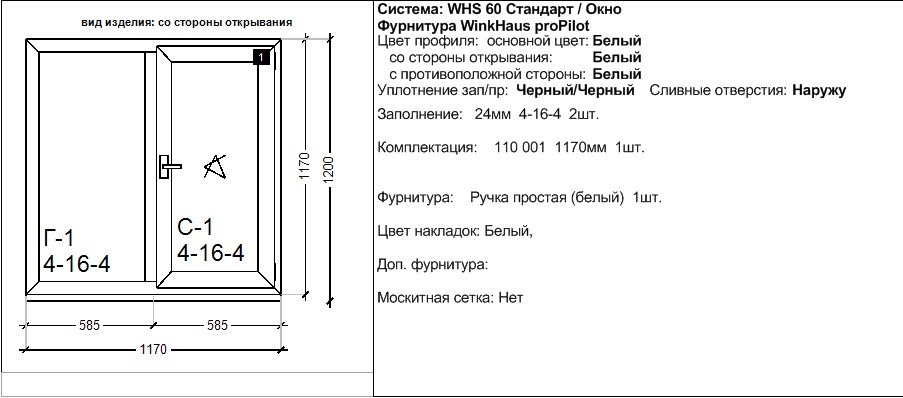 вид изделия: со стороны открывания
1
Г-1
4-16-4
С-1
4-16-4
1170
1200
585
585
1170
Система: WHS 60 Стандарт / Окно
Фурнитура WinkHaus proPilot
Цвет профиля: основной цвет: Белый
со стороны открывания: Белый
с противоположной стороны: Белый
Уплотнение зап/пр: Черный/Черный Сливные отверстия: Наружу
Заполнение: 24мм 4-16-4 2шт.
Комплектация: 110 001 1170мм 1шт.
Фурнитура: Ручка простая (белый) 1шт.
Цвет накладок: Белый,
Доп. фурнитура:
Москитная сетка: Нет